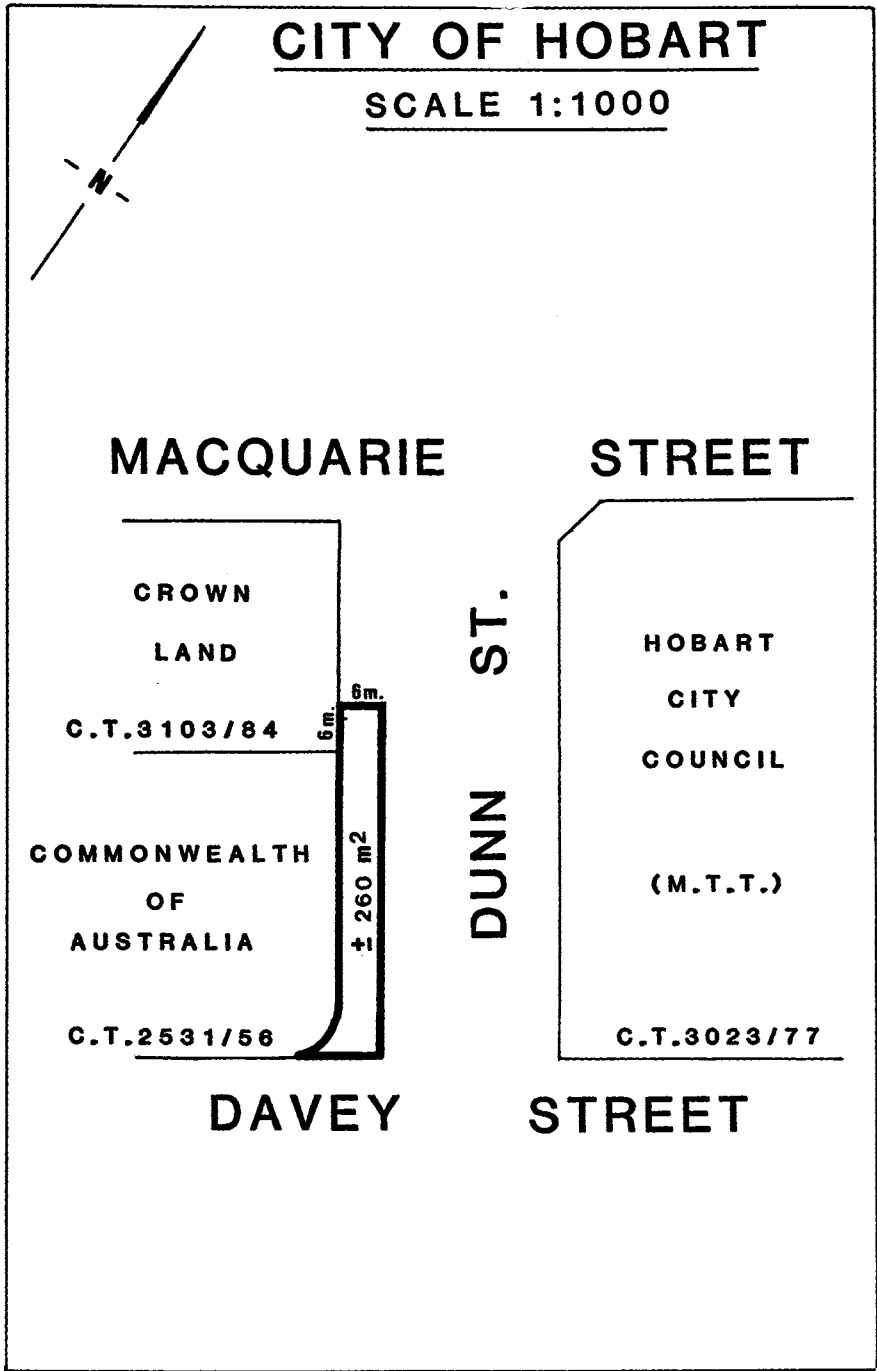 CITY OF HOBART
SCALE 1:1000
N
MACQUARIE STREET
CROWN
LAND
C.T.3103/84
6m.
6m.
COMMONWEALTH
OF
AUSTRALIA
C.T.2531/56
± 260 m2
DUNN ST.
HOBART
CITY
COUNCIL
(M.T.T.)
C.T.3023/77
DAVEY STREET